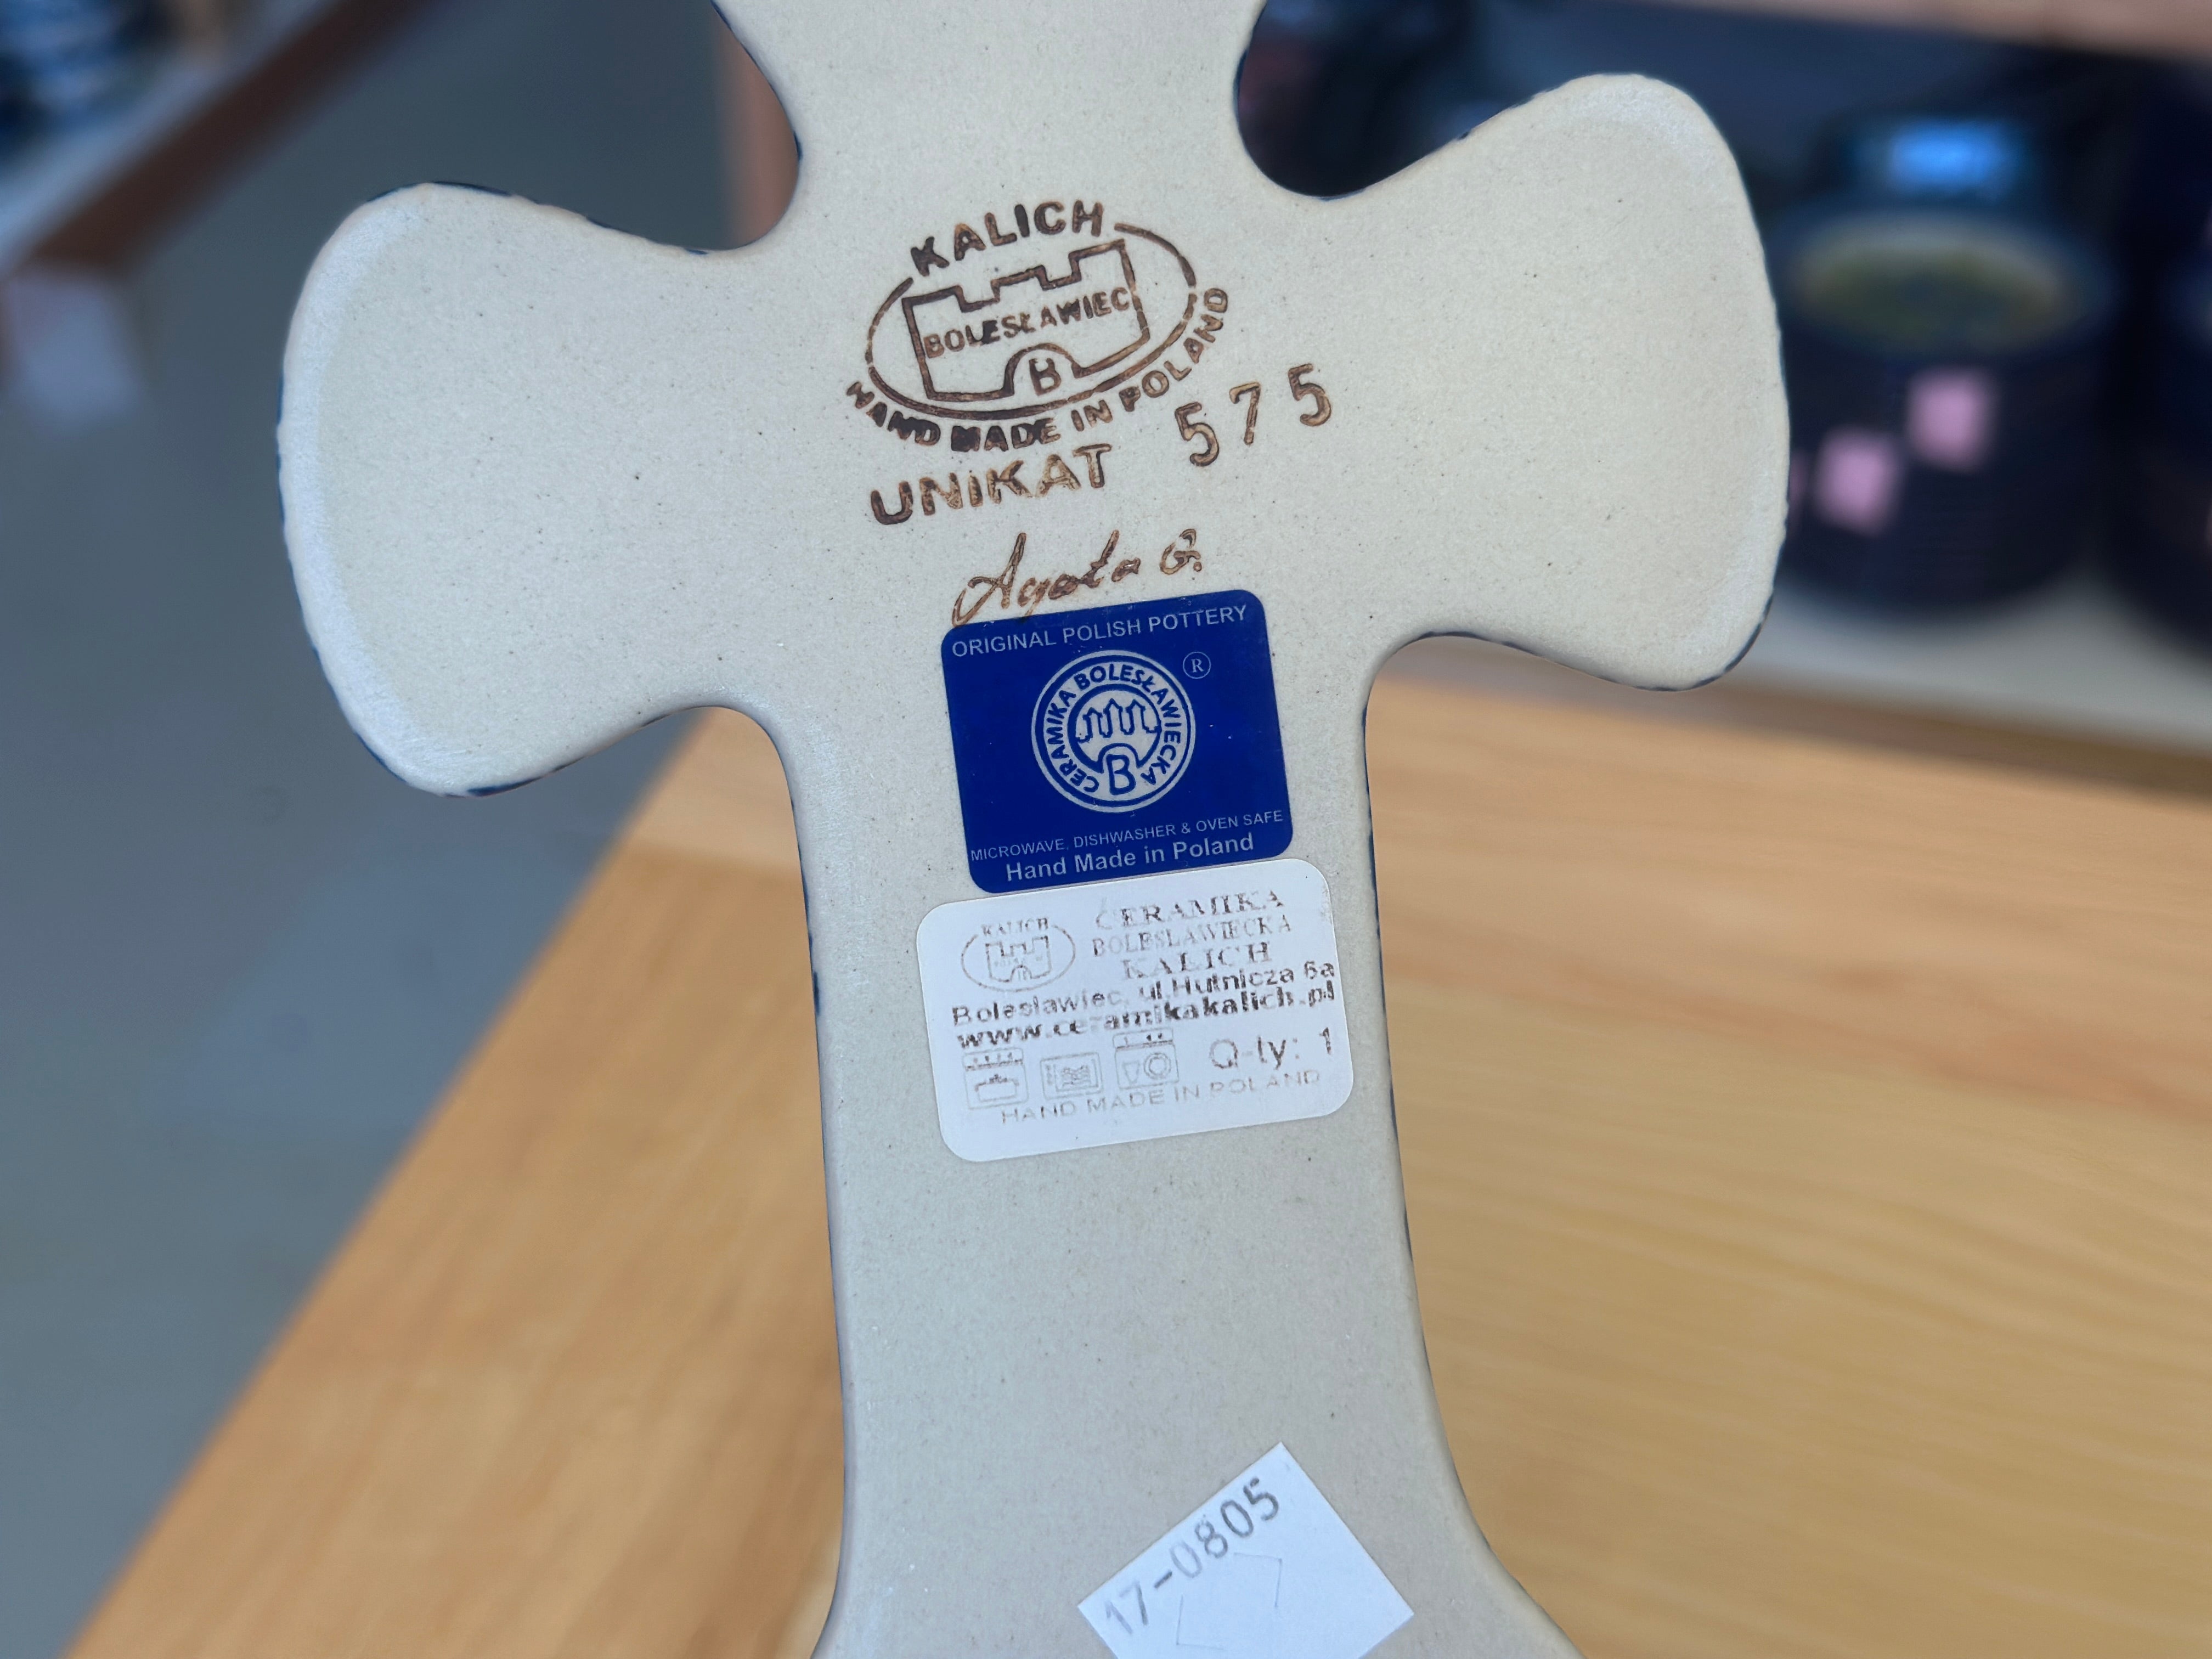 KALICH
BOLESŁAWIEC
B
HAND MADE IN POLAND
UNIKAT 575
Agata G.
ORIGINAL POLISH POTTERY
®
CERAMIKA BOLESŁAWIECKA
B
MICROWAVE, DISHWASHER & OVEN SAFE
Hand Made in Poland
KALICH
CERAMIKA
BOLESLAWIECKA
KALICH
Boleslawiec, ul.Hutnicza 6a
www.ceramikakalich.pl
Q-ty: 1
HAND MADE IN POLAND
17-0805